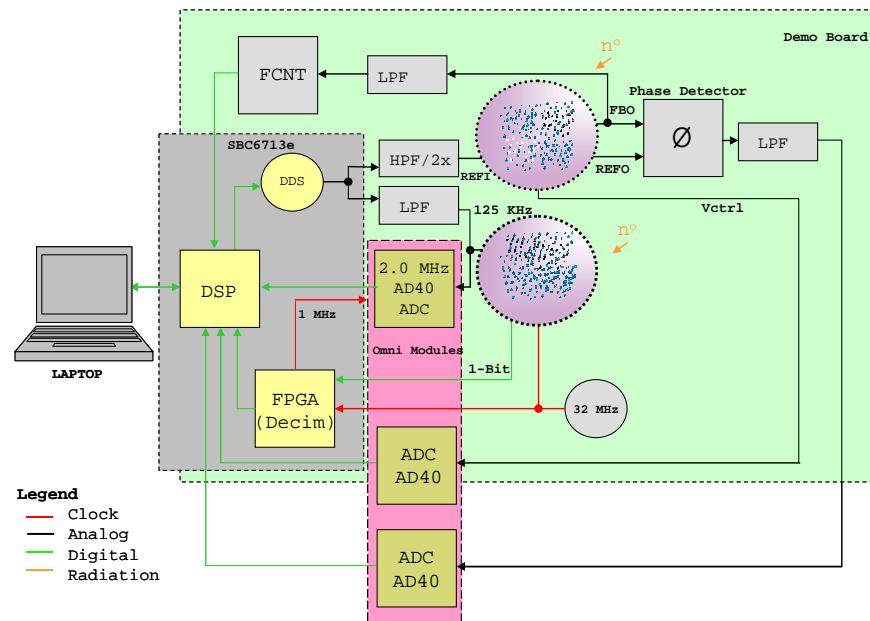 Demo Board
n°
FCNT
LPF
Phase Detector
FBO
Ø
LPF
SBC6713e
HPF/2x
REFI
REFO
DDS
LPF
125 KHz
Vctrl
n°
2.0 MHz
AD40
ADC
DSP
1 MHz
Omni Modules
1-Bit
LAPTOP
FPGA
(Decim)
32 MHz
ADC
AD40
Legend
Clock
Analog
Digital
Radiation
ADC
AD40